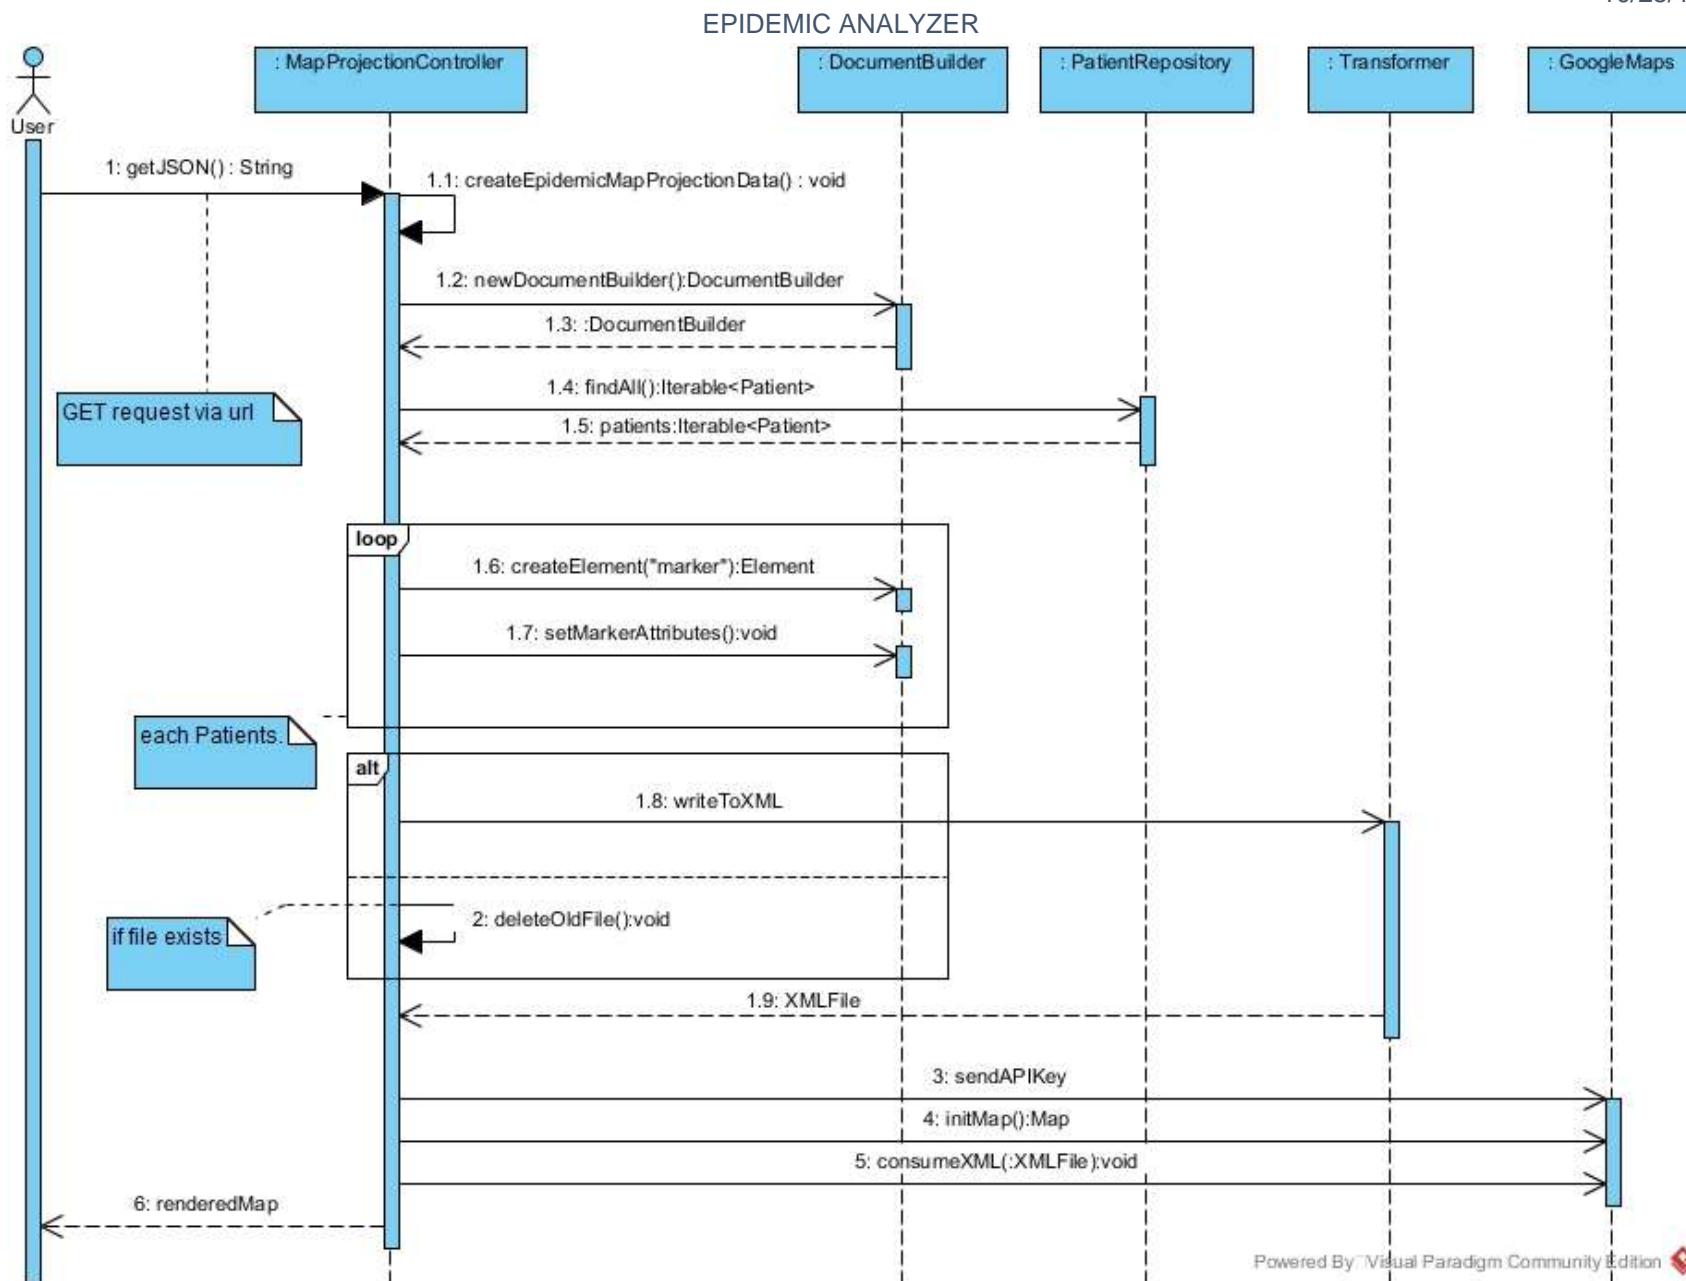 EPIDEMIC ANALYZER
: MapProjectionController
: DocumentBuilder
: PatientRepository
: Transformer
: GoogleMaps
User
1: getJSON() : String
1.1: createEpidemicMapProjectionData() : void
1.2: newDocumentBuilder():DocumentBuilder
1.3: :DocumentBuilder
1.4: findAll():Iterable<Patient>
GET request via url
1.5: patients:Iterable<Patient>
loop
1.6: createElement("marker"):Element
1.7: setMarkerAttributes():void
each Patients.
alt
1.8: writeToXML
2: deleteOldFile():void
if file exists
1.9: XMLFile
3: sendAPIKey
4: initMap():Map
5: consumeXML(:XMLFile):void
6: renderedMap
Powered By Visual Paradigm Community Edition